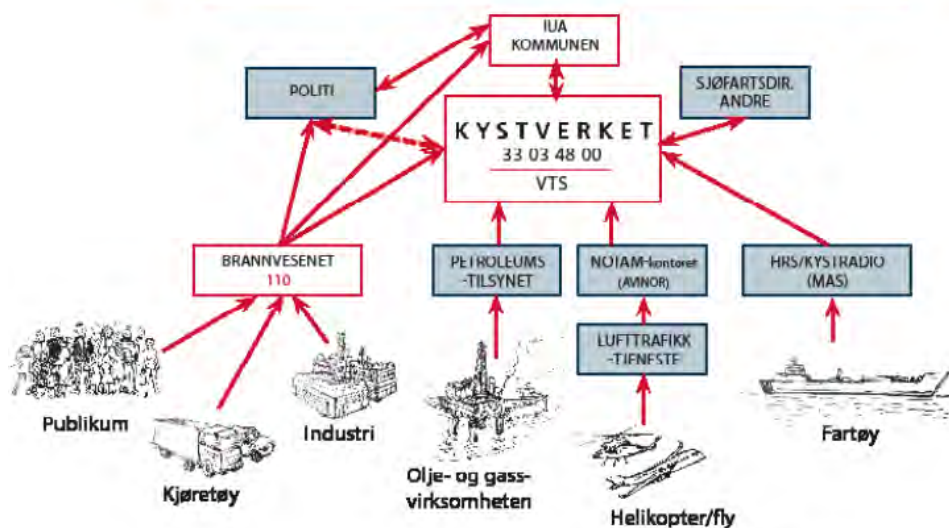 IUA
KOMMUNEN
POLITI
SJØFARTSDIR.
ANDRE
KYSTVERKET
33 03 48 00
VTS
BRANNVESENET
110
PETROLEUMS
-TILSYNET
NOTAM-kontoret
(AVINOR)
HRS/KYSTRADIO
(MAS)
LUFTTRAFIKK
-TJENESTE
Publikum
Kjøretøy
Industri
Olje- og gass-
virksomheten
Helikopter/fly
Fartøy